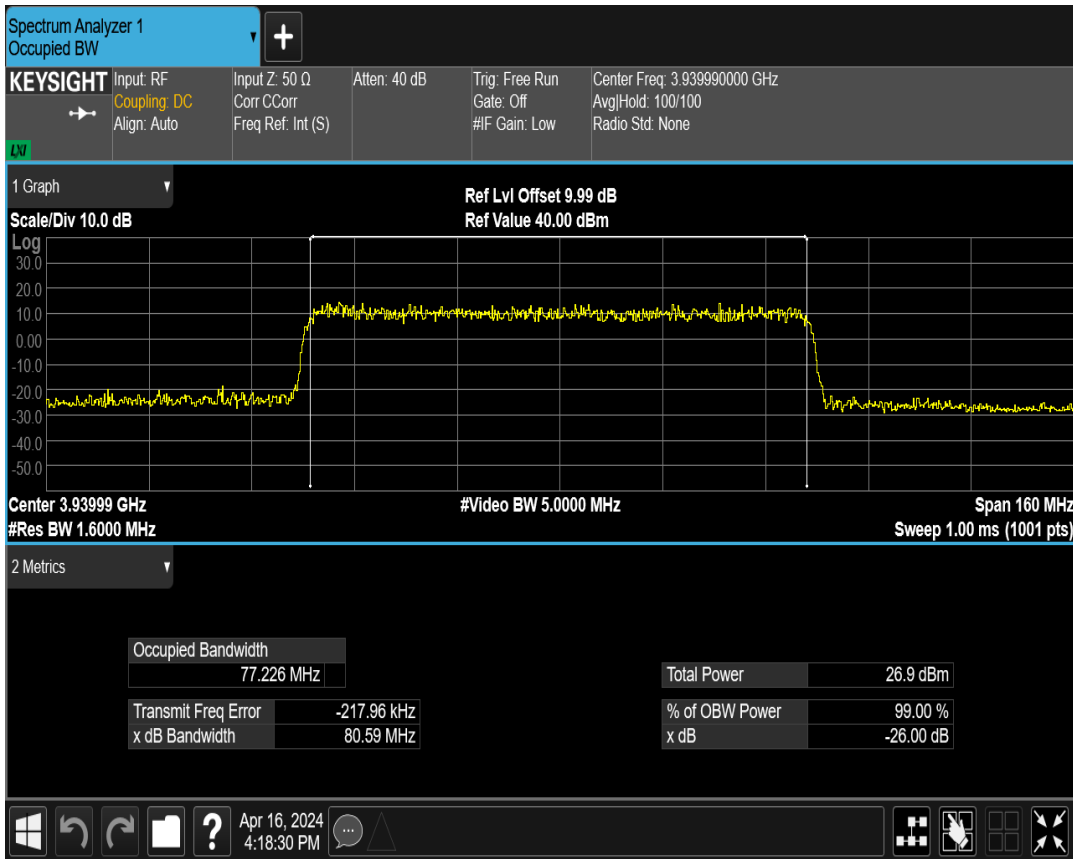 Spectrum Analyzer 1
Occupied BW
+
KEYSIGHT
Input: RF
Coupling: DC
Align: Auto
Input Z: 50 Ω
Corr CCorr
Freq Ref: Int (S)
Atten: 40 dB
Trig: Free Run
Gate: Off
#IF Gain: Low
Center Freq: 3.939990000 GHz
Avg|Hold: 100/100
Radio Std: None
LXI
1 Graph
Scale/Div 10.0 dB
Ref Lvl Offset 9.99 dB
Ref Value 40.00 dBm
Log
30.0
20.0
10.0
0.00
-10.0
-20.0
-30.0
-40.0
-50.0
Center 3.93999 GHz
#Video BW 5.0000 MHz
Span 160 MHz
#Res BW 1.6000 MHz
Sweep 1.00 ms (1001 pts)
2 Metrics
Occupied Bandwidth
77.226 MHz
Transmit Freq Error -217.96 kHz
x dB Bandwidth 80.59 MHz
Total Power 26.9 dBm
% of OBW Power 99.00 %
x dB -26.00 dB
?
Apr 16, 2024
4:18:30 PM